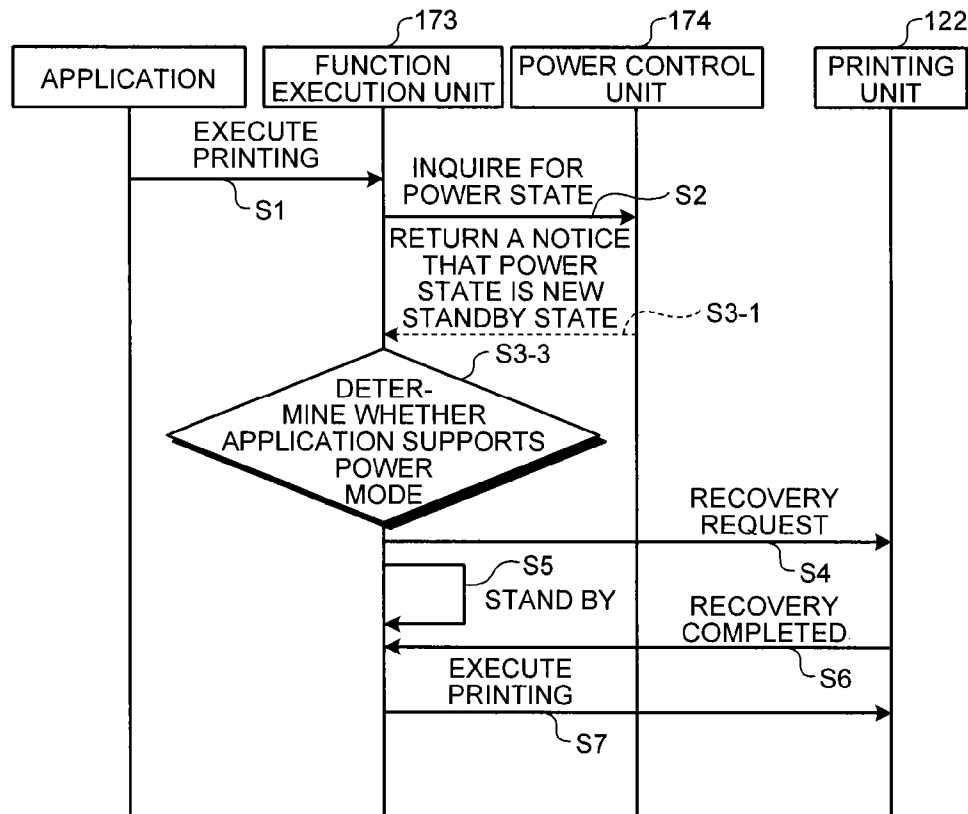 173
174
122
APPLICATION
FUNCTION
EXECUTION UNIT
POWER CONTROL
UNIT
PRINTING
UNIT
EXECUTE
PRINTING
S1
INQUIRE FOR
POWER STATE
S2
RETURN A NOTICE
THAT POWER
STATE IS NEW
STANDBY STATE
S3-1
S3-3
DETER-
MINE WHETHER
APPLICATION SUPPORTS
POWER
MODE
RECOVERY
REQUEST
S4
S5
STAND BY
RECOVERY
COMPLETED
S6
EXECUTE
PRINTING
S7